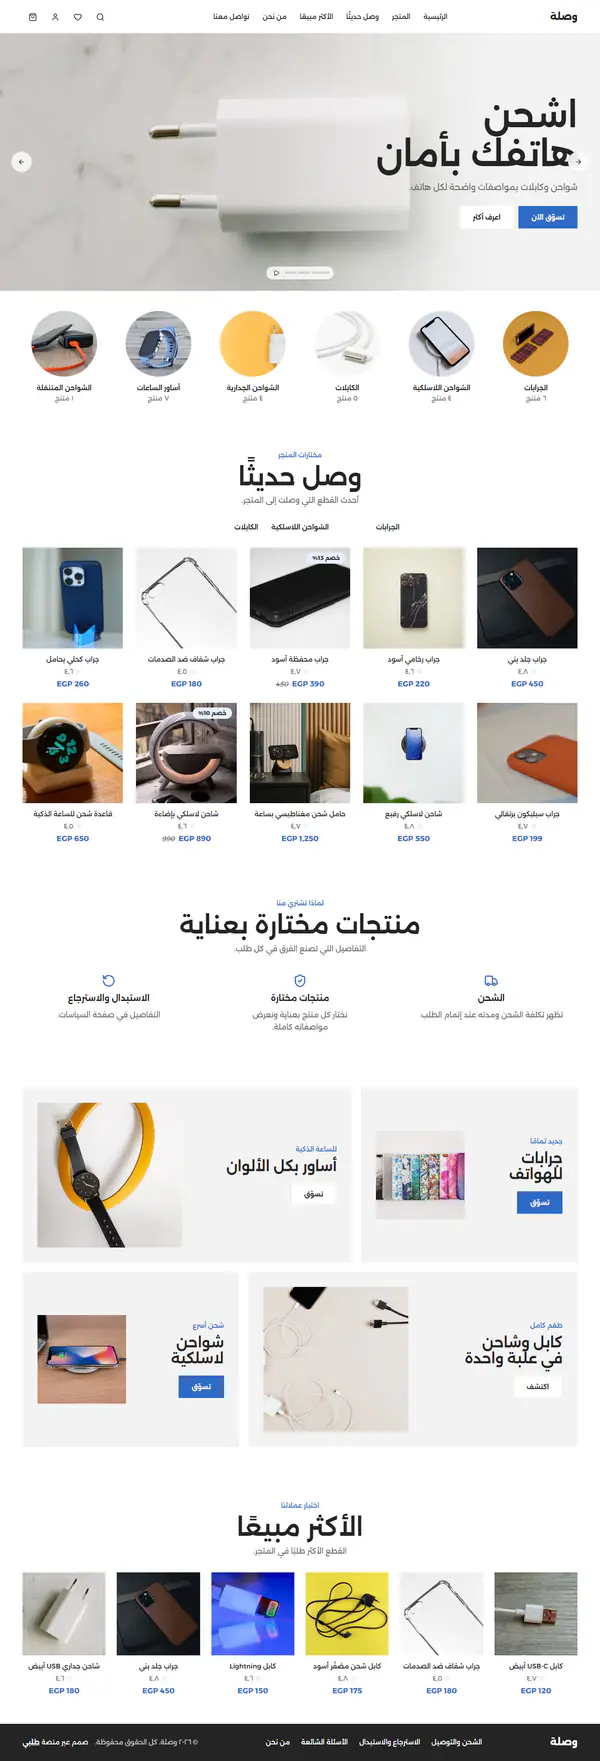 وصلة
الرئيسية
المتجر
وصل حديثًا
الأكثر مبيعًا
من نحن
تواصل معنا
اشحن
هاتفك بأمان
شواحن وكابلات بمواصفات واضحة لكل هاتف.
تسوّق الآن
اعرف أكثر
الجرابات
٦ منتج
الشواحن اللاسلكية
٤ منتج
الكابلات
٥ منتج
الشواحن الجدارية
٤ منتج
أساور الساعات
٧ منتج
الشواحن المتنقلة
١ منتج
مختارات المتجر
وصل حديثًا
أحدث القطع التي وصلت إلى المتجر.
الجرابات
الشواحن اللاسلكية
الكابلات
جراب جلد بني
٤٫٨
EGP 450
جراب رخامي أسود
٤٫٦
EGP 220
خصم 13%
جراب محفظة أسود
٤٫٧
EGP 390 450
جراب شفاف ضد الصدمات
٤٫٥
EGP 180
جراب كحلي بحامل
٤٫٦
EGP 260
جراب سيليكون برتقالي
٤٫٧
EGP 199
شاحن لاسلكي رفيع
٤٫٨
EGP 550
حامل شحن مغناطيسي بساعة
٤٫٧
EGP 1,250
خصم 10%
شاحن لاسلكي بإضاءة
٤٫٦
EGP 890 990
قاعدة شحن للساعة الذكية
٤٫٥
EGP 650
لماذا تشتري منا
منتجات مختارة بعناية
التفاصيل التي تصنع الفرق في كل طلب.
الشحن
تظهر تكلفة الشحن ومدته عند إتمام الطلب.
منتجات مختارة
نختار كل منتج بعناية ونعرض
مواصفاته كاملة.
الاستبدال والاسترجاع
التفاصيل في صفحة السياسات.
جديد تمامًا
جرابات
للهواتف
تسوّق
للساعة الذكية
أساور بكل الألوان
تسوّق
طقم كامل
كابل وشاحن
في علبة واحدة
اكتشف
شحن أسرع
شواحن
لاسلكية
تسوّق
اختيار عملائنا
الأكثر مبيعًا
القطع الأكثر طلبًا في المتجر.
كابل USB-C أبيض
٤٫٧
EGP 120
جراب شفاف ضد الصدمات
٤٫٥
EGP 180
كابل شحن مضفّر أسود
٤٫٨
EGP 175
كابل Lightning
٤٫٦
EGP 150
جراب جلد بني
٤٫٨
EGP 450
شاحن جداري USB أبيض
٤٫٦
EGP 180
وصلة
الشحن والتوصيل
الاسترجاع والاستبدال
الأسئلة الشائعة
من نحن
© ٢٠٢٦ وصلة. كل الحقوق محفوظة.
صمم عبر منصة طلبي